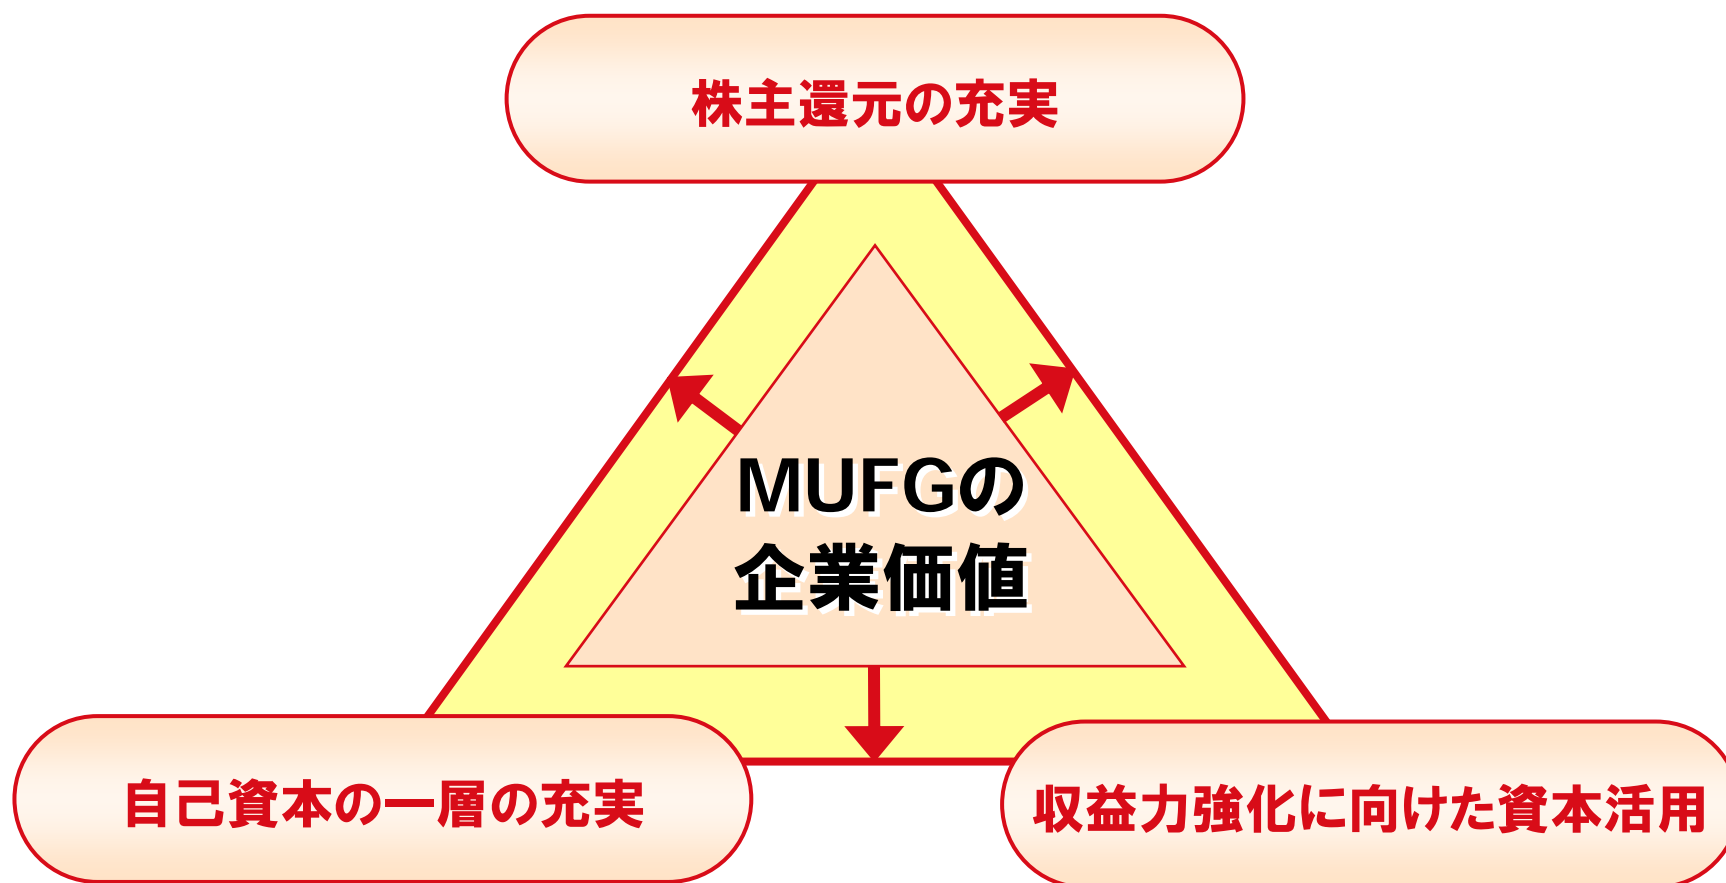 株主還元の充実
MUFGの
企業価値
自己資本の一層の充実
収益力強化に向けた資本活用